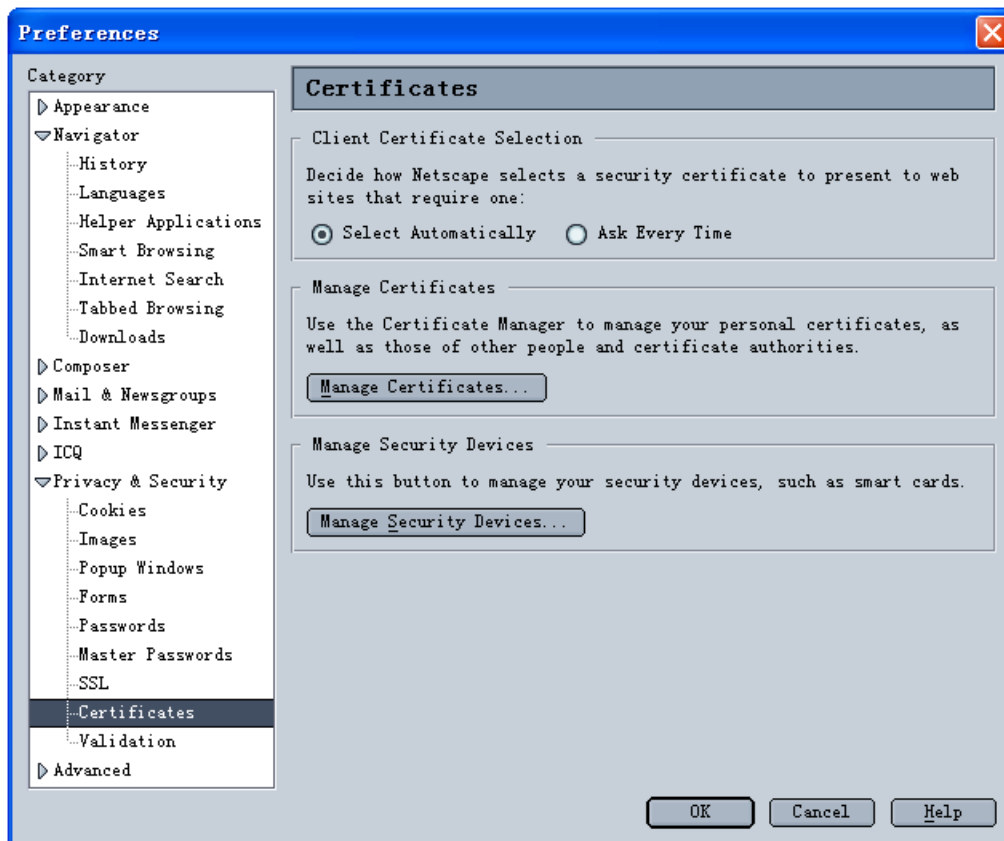 Preferences
Category
Appearance
Navigator
History
Languages
Helper Applications
Smart Browsing
Internet Search
Tabbed Browsing
Downloads
Composer
Mail & Newsgroups
Instant Messenger
ICQ
Privacy & Security
Cookies
Images
Popup Windows
Forms
Passwords
Master Passwords
SSL
Certificates
Validation
Advanced
Certificates
Client Certificate Selection
Decide how Netscape selects a security certificate to present to web
sites that require one:
Select Automatically Ask Every Time
Manage Certificates
Use the Certificate Manager to manage your personal certificates, as
well as those of other people and certificate authorities.
Manage Certificates...
Manage Security Devices
Use this button to manage your security devices, such as smart cards.
Manage Security Devices...
OK Cancel Help